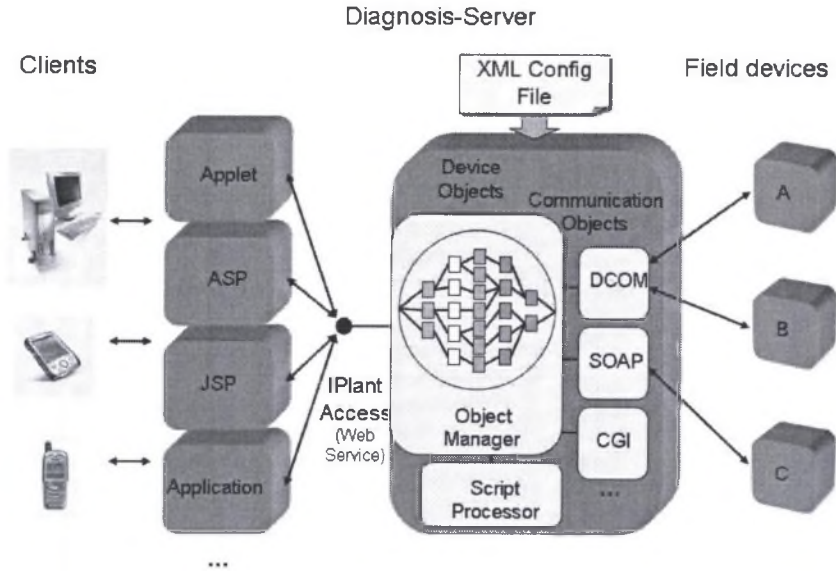 Diagnosis-Server
Clients
XML Config
File
Field devices
Applet
ASP
JSP
Application
...
IPlant
Access
(Web
Service)
Device
Objects
Communication
Objects
Object
Manager
Script
Processor
DCOM
SOAP
CGI
...
A
B
C